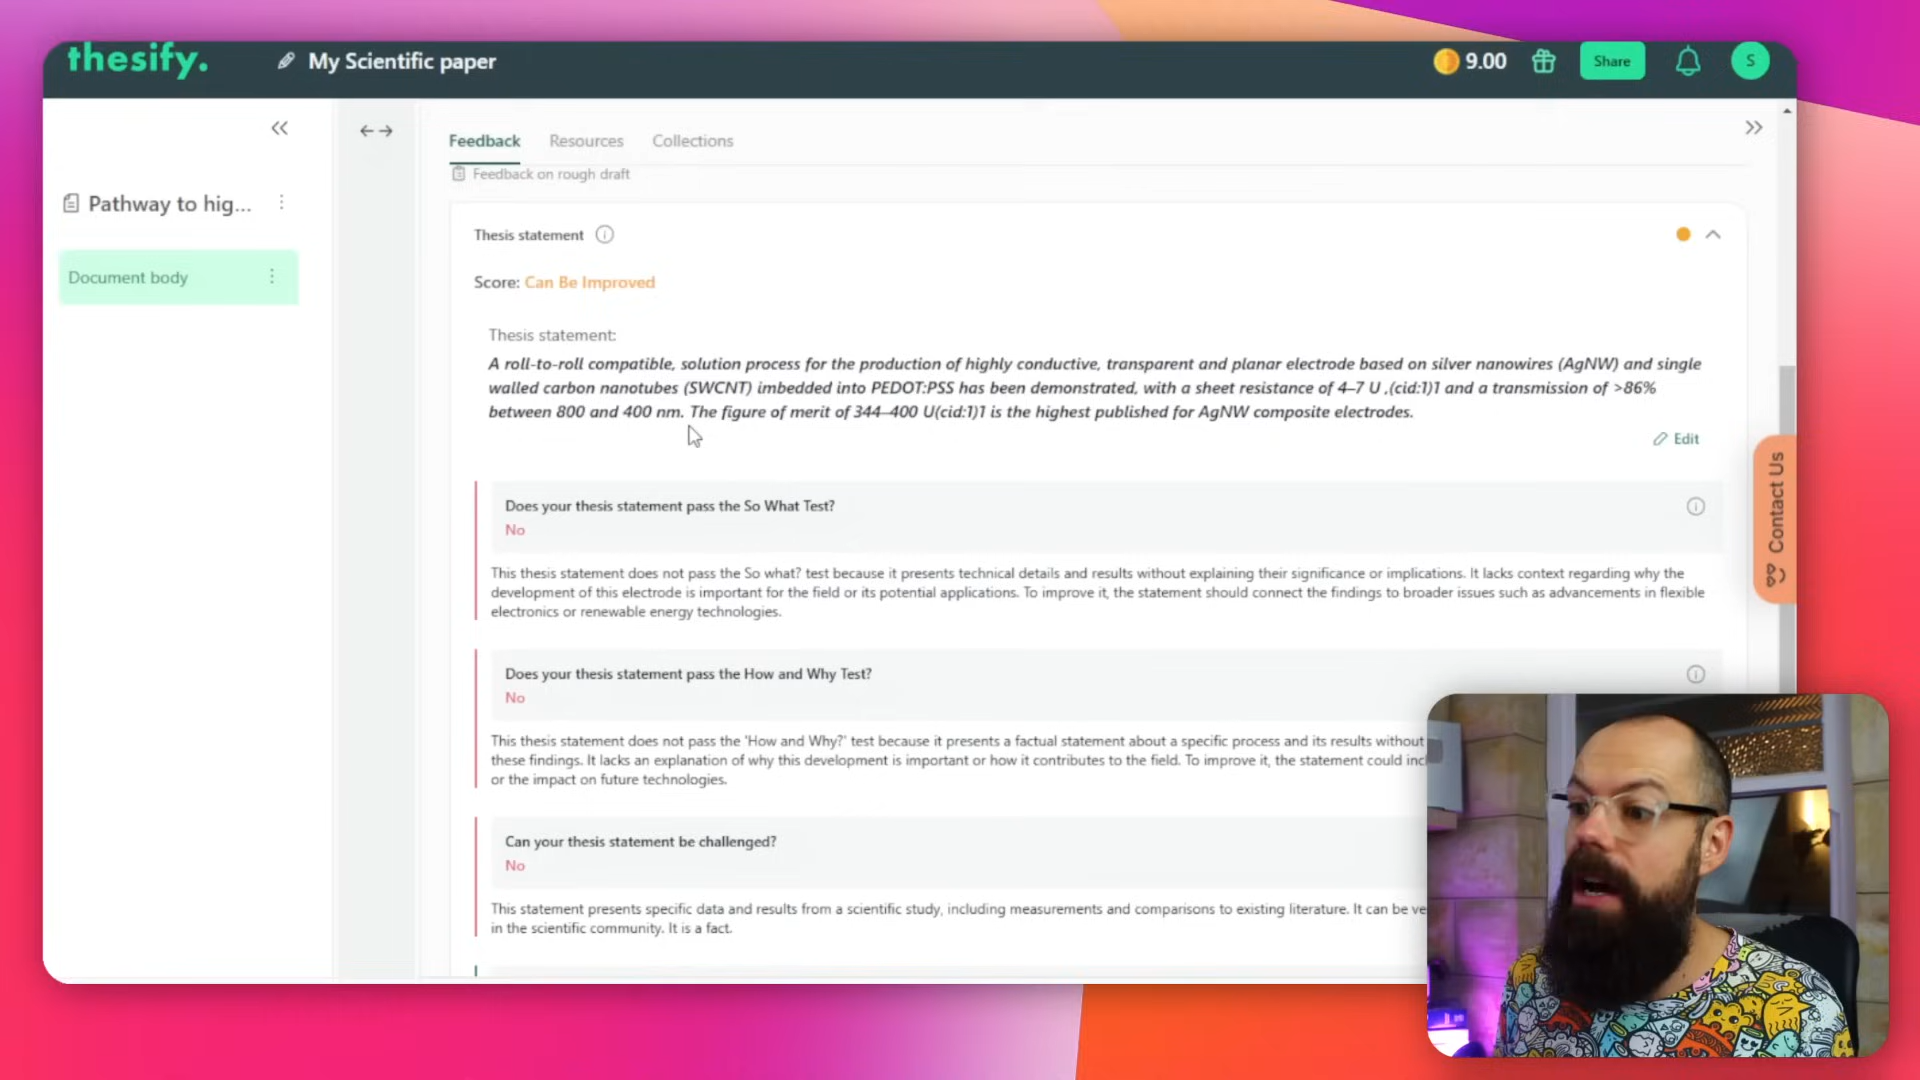 thesify.
My Scientific paper
9.00
Share
S
Feedback
Resources
Collections
Feedback on rough draft
Pathway to hig...
Document body
Thesis statement
Score: Can Be Improved
Thesis statement:
A roll-to-roll compatible, solution process for the production of highly conductive, transparent and planar electrode based on silver nanowires (AgNW) and single
walled carbon nanotubes (SWCNT) imbedded into PEDOT:PSS has been demonstrated, with a sheet resistance of 4–7 U ,(cid:1)1 and a transmission of >86%
between 800 and 400 nm. The figure of merit of 344–400 U(cid:1)1 is the highest published for AgNW composite electrodes.
Edit
Contact Us
Does your thesis statement pass the So What Test?
No
This thesis statement does not pass the So what? test because it presents technical details and results without explaining their significance or implications. It lacks context regarding why the
development of this electrode is important for the field or its potential applications. To improve it, the statement should connect the findings to broader issues such as advancements in flexible
electronics or renewable energy technologies.
Does your thesis statement pass the How and Why Test?
No
This thesis statement does not pass the 'How and Why?' test because it presents a factual statement about a specific process and its results without
these findings. It lacks an explanation of why this development is important or how it contributes to the field. To improve it, the statement could incl
or the impact on future technologies.
Can your thesis statement be challenged?
No
This statement presents specific data and results from a scientific study, including measurements and comparisons to existing literature. It can be ve
in the scientific community. It is a fact.